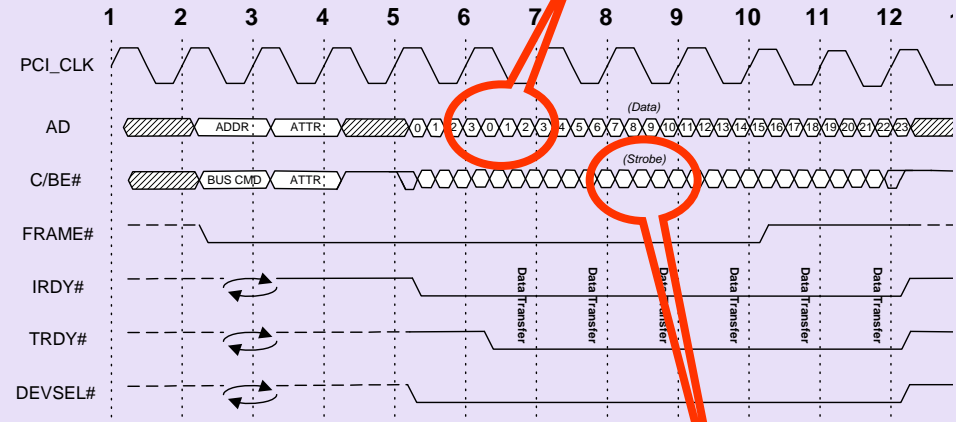 1 2 3 4 5 6 7 8 9 10 11 12
PCI_CLK
(Data)
AD ADDR ATTR 0 1 2 3 0 1 2 3 4 5 6 7 8 9 10 11 12 13 14 15 16 17 18 19 20 21 22 23
(Strobe)
C/BE# BUS CMD ATTR
FRAME#
IRDY#
Data Transfer Data Transfer Data Transfer Data Transfer Data Transfer Data Transfer
TRDY#
DEVSEL#